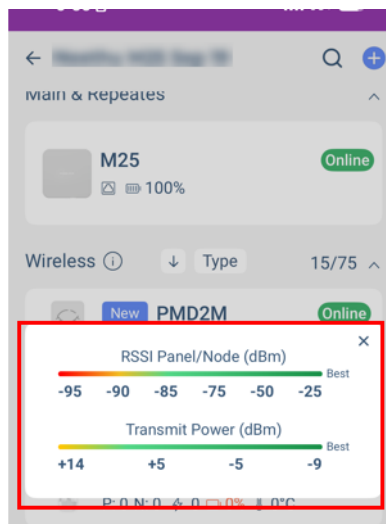 Main & Repeates
M25
Online
100%
Wireless
Type
15/75
New
PMD2M
Online
RSSI Panel/Node (dBm)
Best
-95 -90 -85 -75 -50 -25
Transmit Power (dBm)
Best
+14 +5 -5 -9
P: 0 N: 0 0 0% 0°C